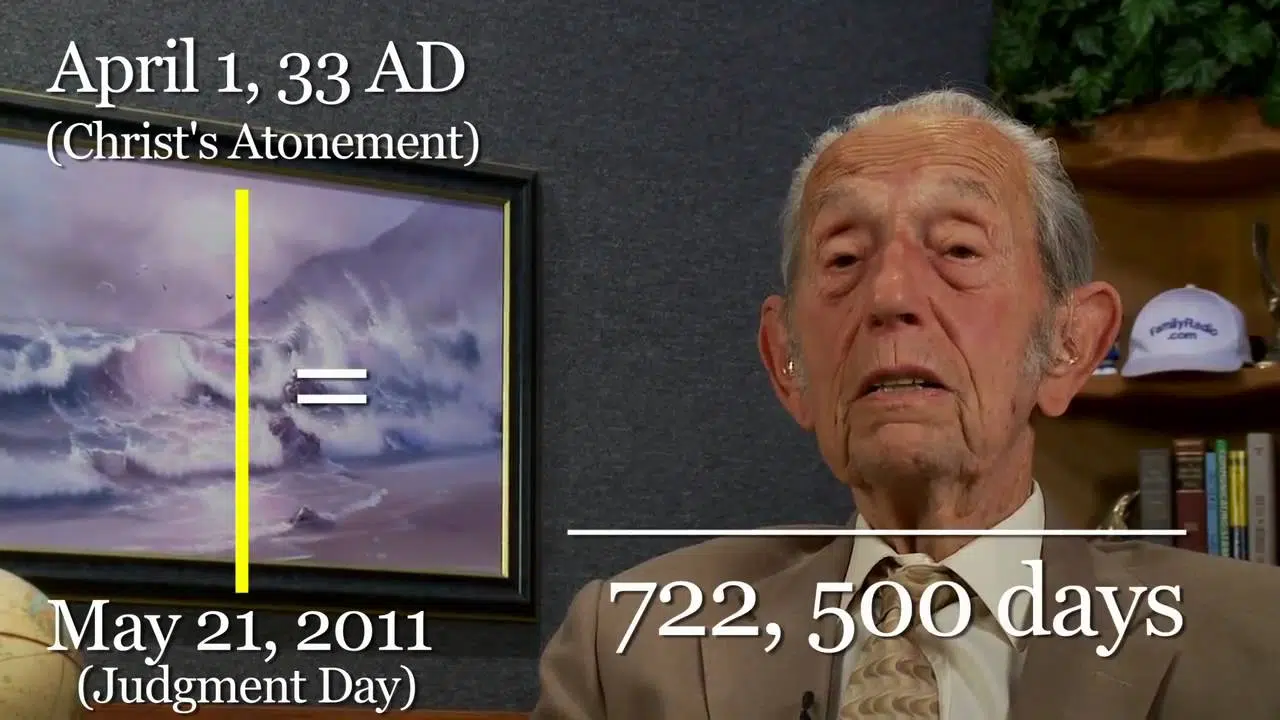 April 1, 33 AD
(Christ's Atonement)
=
FamilyRadio
.com
722, 500 days
May 21, 2011
(Judgment Day)